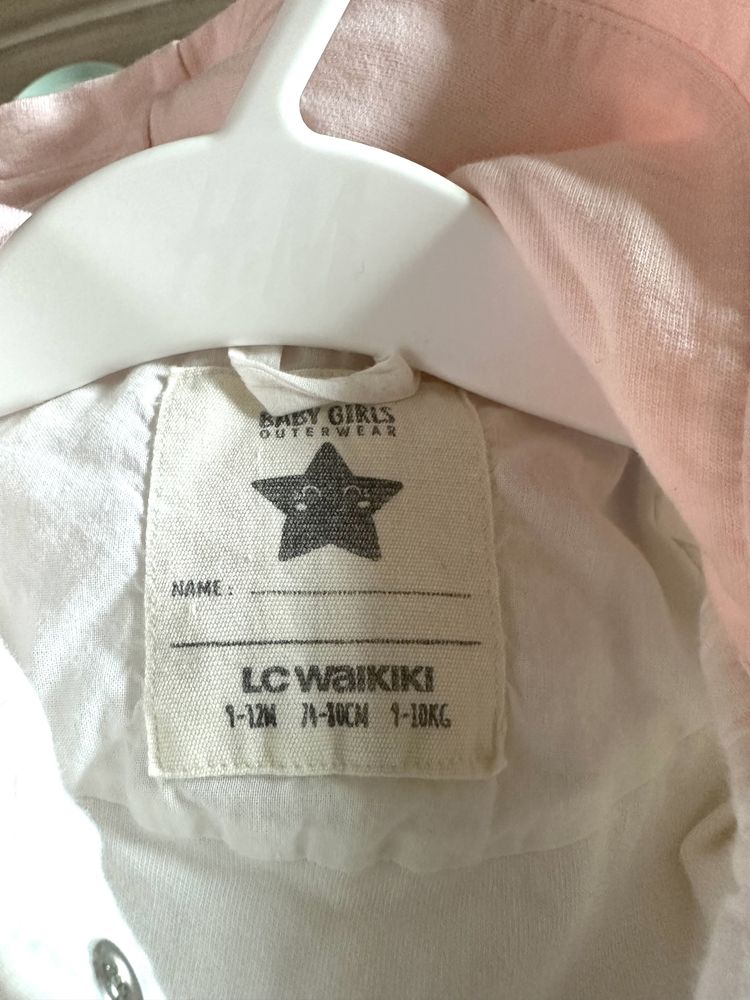 BABY GIRLS
OUTERWEAR
NAME:
LC WAIKIKI
9-12M 74-80CM 9-10KG